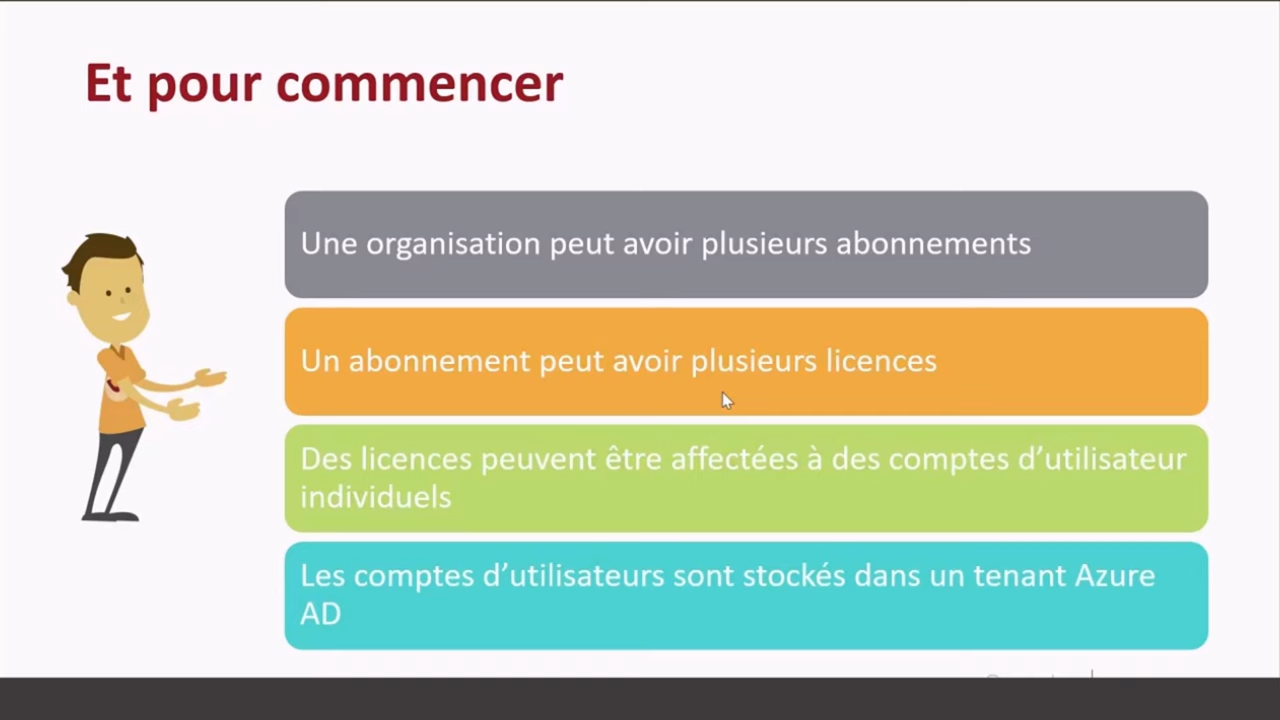 Et pour commencer
Une organisation peut avoir plusieurs abonnements
Un abonnement peut avoir plusieurs licences
Des licences peuvent être affectées à des comptes d’utilisateur
individuels
Les comptes d’utilisateurs sont stockés dans un tenant Azure
AD